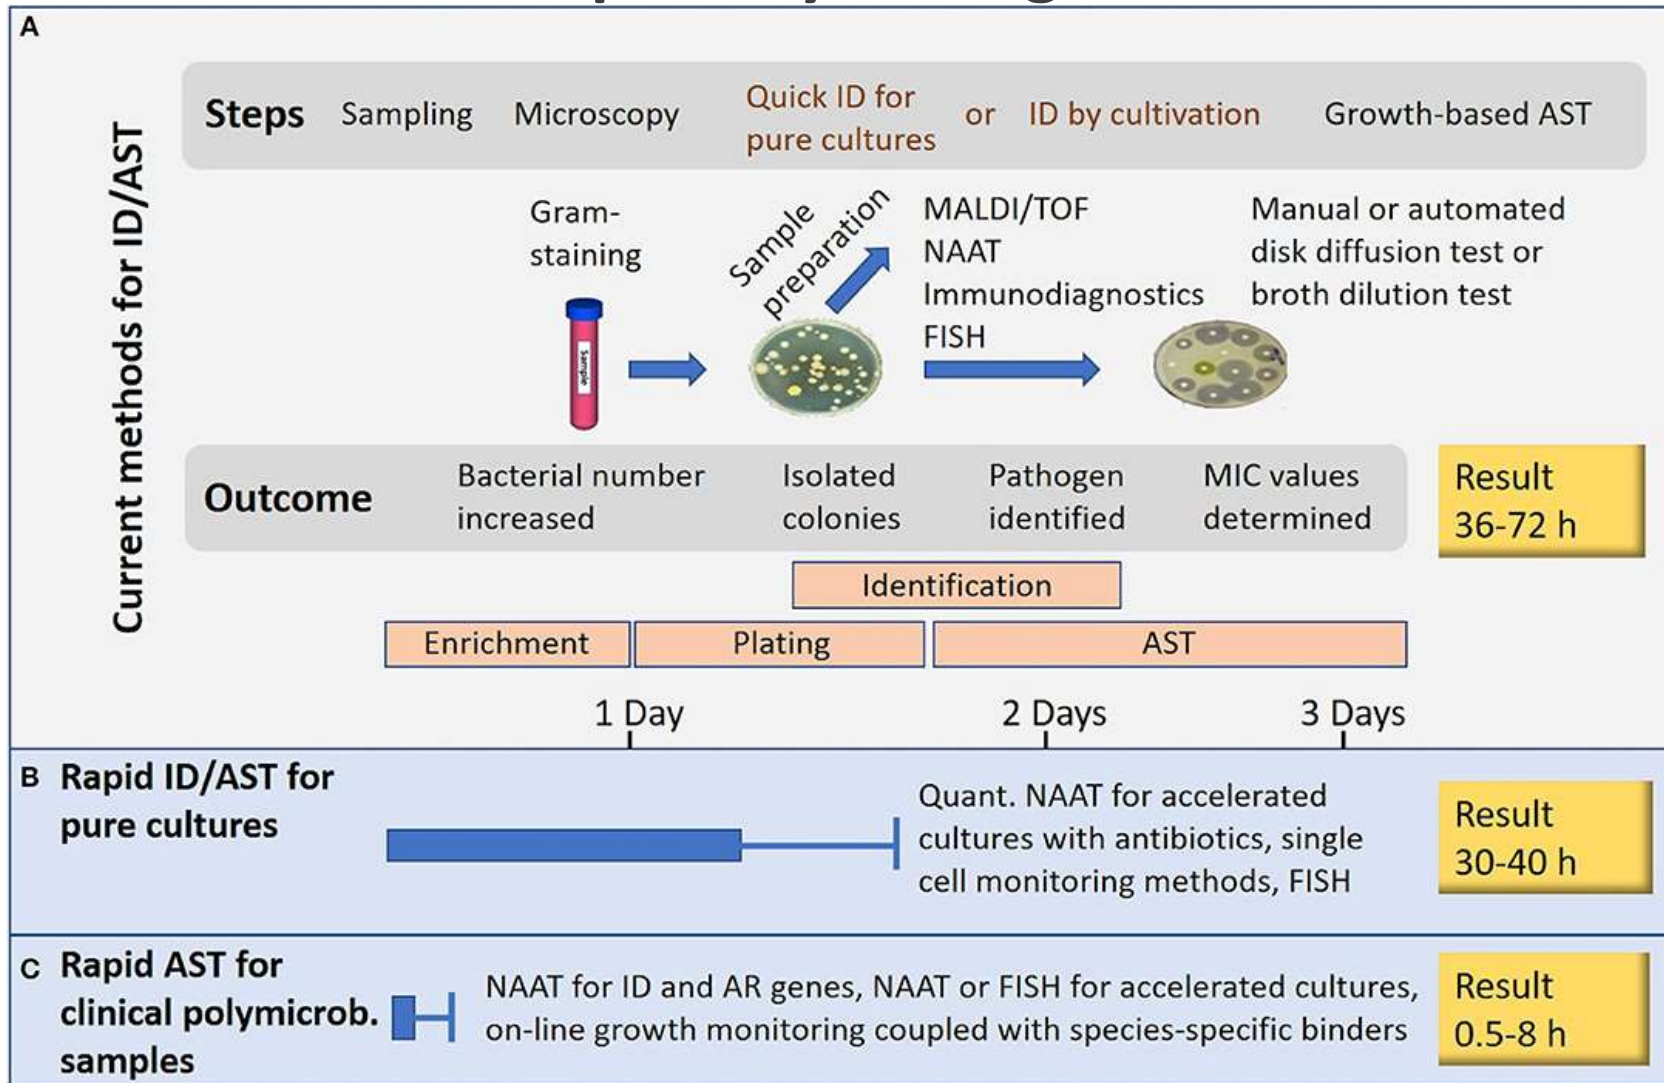 A
Current methods for ID/AST
Steps
Sampling
Microscopy
Quick ID for
pure cultures
or
ID by cultivation
Growth-based AST
Gram-
staining
Sample
preparation
MALDI/TOF
NAAT
Immunodiagnostics
FISH
Manual or automated
disk diffusion test or
broth dilution test
Sample
Outcome
Bacterial number
increased
Isolated
colonies
Pathogen
identified
MIC values
determined
Result
36-72 h
Identification
Enrichment
Plating
AST
1 Day
2 Days
3 Days
B
Rapid ID/AST for
pure cultures
Quant. NAAT for accelerated
cultures with antibiotics, single
cell monitoring methods, FISH
Result
30-40 h
C
Rapid AST for
clinical polymicrob.
samples
NAAT for ID and AR genes, NAAT or FISH for accelerated cultures,
on-line growth monitoring coupled with species-specific binders
Result
0.5-8 h